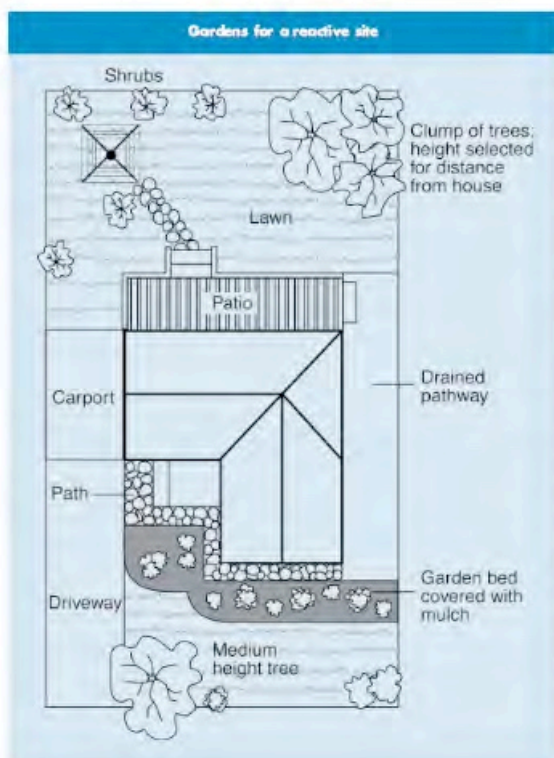 Gardens for a reactive site
Shrubs
Clump of trees;
height selected
for distance
from house
Lawn
Patio
Carport
Drained
pathway
Path
Driveway
Garden bed
covered with
mulch
Medium
height tree